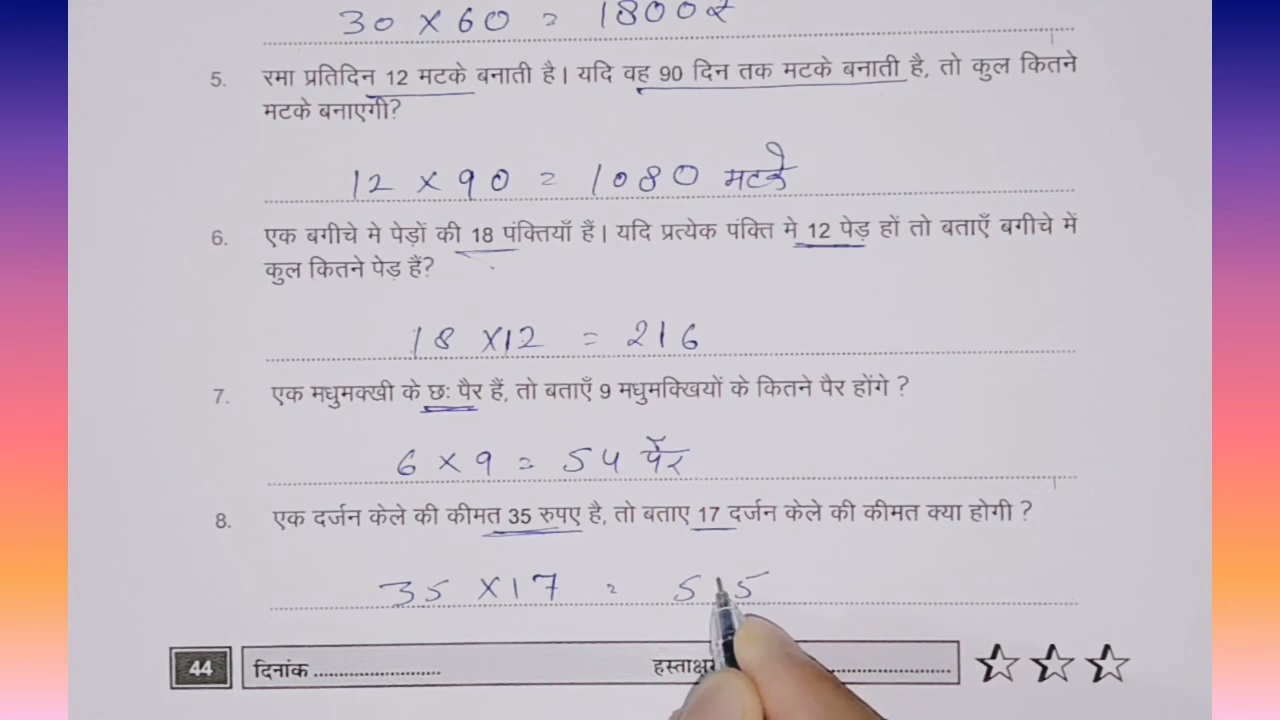 30 × 60 = 1800 ₹
5. रमा प्रतिदिन 12 मटके बनाती है। यदि वह 90 दिन तक मटके बनाती है, तो कुल कितने
मटके बनाएगी?
12 × 90 = 1080 मटके
6. एक बगीचे मे पेड़ों की 18 पंक्तियाँ हैं। यदि प्रत्येक पंक्ति मे 12 पेड़ हों तो बताएँ बगीचे में
कुल कितने पेड़ हैं?
18 × 12 = 216
7. एक मधुमक्खी के छः पैर हैं, तो बताएँ 9 मधुमक्खियों के कितने पैर होंगे ?
6 × 9 = 54 पैर
8. एक दर्जन केले की कीमत 35 रुपए है, तो बताए 17 दर्जन केले की कीमत क्या होगी ?
35 × 17 =
44 दिनांक ........................ हस्ताक्षर ........................